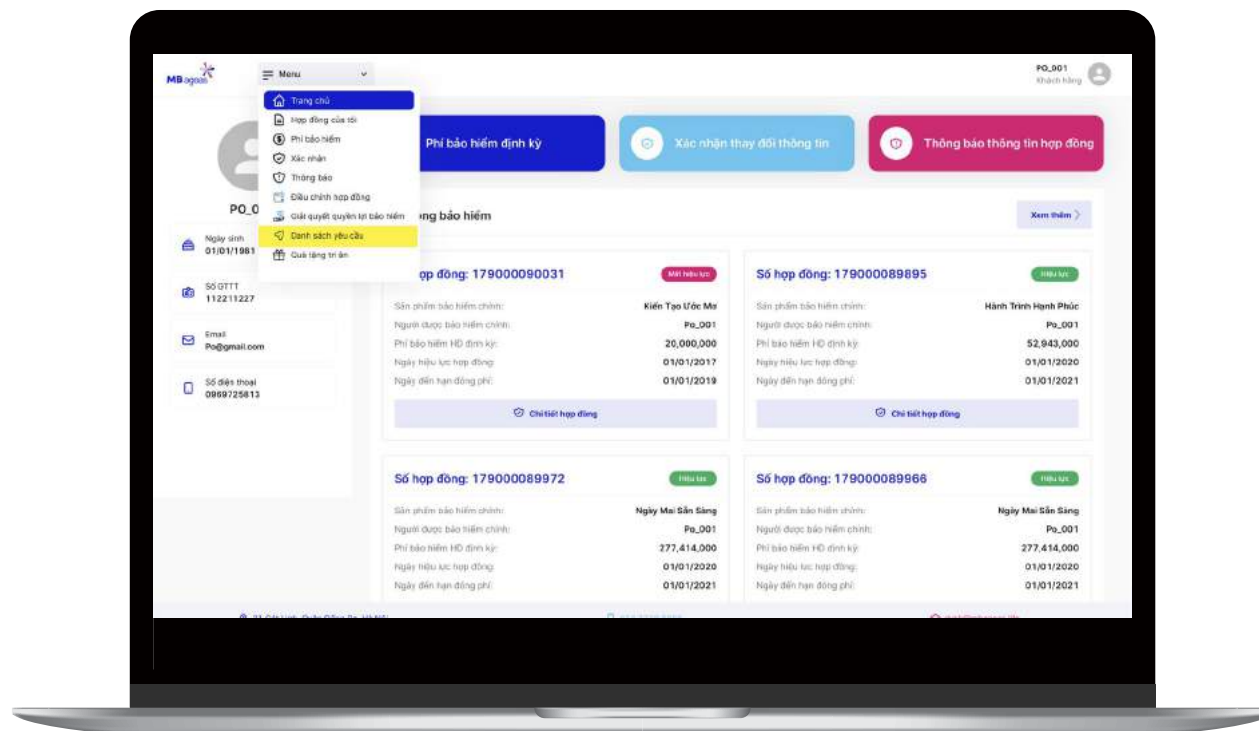 MB ageas
Menu
PO_001
Khách hàng
Trang chủ
Hợp đồng của tôi
Phí bảo hiểm
Xác nhận
Thông báo
Điều chỉnh hợp đồng
Giải quyết quyền lợi bảo hiểm
Danh sách yêu cầu
Quà tặng tri ân
Phí bảo hiểm định kỳ
Xác nhận thay đổi thông tin
Thông báo thông tin hợp đồng
PO_0
Ngày sinh
01/01/1981
Số GTTT
112211227
Email
Po@gmail.com
Số điện thoại
0969725813
ng bảo hiểm
Xem thêm
ợp đồng: 179000090031
Mất hiệu lực
Sản phẩm bảo hiểm chính:
Kiến Tạo Ước Mơ
Người được bảo hiểm chính:
Po_001
Phí bảo hiểm HĐ định kỳ:
20,000,000
Ngày hiệu lực hợp đồng:
01/01/2017
Ngày đến hạn đóng phí:
01/01/2019
Chi tiết hợp đồng
Số hợp đồng: 179000089895
Hiệu lực
Sản phẩm bảo hiểm chính:
Hành Trình Hạnh Phúc
Người được bảo hiểm chính:
Po_001
Phí bảo hiểm HĐ định kỳ:
52,943,000
Ngày hiệu lực hợp đồng:
01/01/2020
Ngày đến hạn đóng phí:
01/01/2021
Chi tiết hợp đồng
Số hợp đồng: 179000089972
Hiệu lực
Sản phẩm bảo hiểm chính:
Ngày Mai Sẵn Sàng
Người được bảo hiểm chính:
Po_001
Phí bảo hiểm HĐ định kỳ:
277,414,000
Ngày hiệu lực hợp đồng:
01/01/2020
Ngày đến hạn đóng phí:
01/01/2021
Số hợp đồng: 179000089966
Hiệu lực
Sản phẩm bảo hiểm chính:
Ngày Mai Sẵn Sàng
Người được bảo hiểm chính:
Po_001
Phí bảo hiểm HĐ định kỳ:
277,414,000
Ngày hiệu lực hợp đồng:
01/01/2020
Ngày đến hạn đóng phí:
01/01/2021